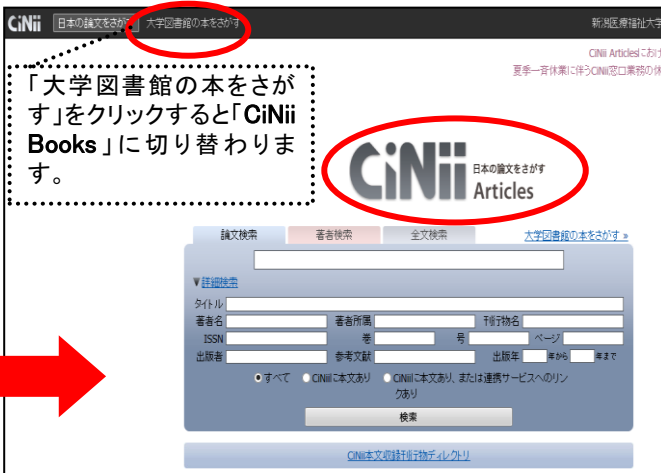 CiNii 日本の論文をさがす 大学図書館の本をさがす 新潟医療福祉大学
CiNii Articlesにおけ
夏季一斉休業に伴うCiNii窓口業務の休
「大学図書館の本をさが
す」をクリックすると「CiNii
Books」に切り替わりま
す。
CiNii 日本の論文をさがす
Articles
論文検索 著者検索 全文検索 大学図書館の本をさがす »
▼詳細検索
タイトル
著者名 著者所属 刊行物名
ISSN 巻 号 ページ
出版者 参考文献 出版年 年から 年まで
すべて CiNiiに本文あり CiNiiに本文あり、または連携サービスへのリン
クあり
検索
CiNii本文収録刊行物ディレクトリ